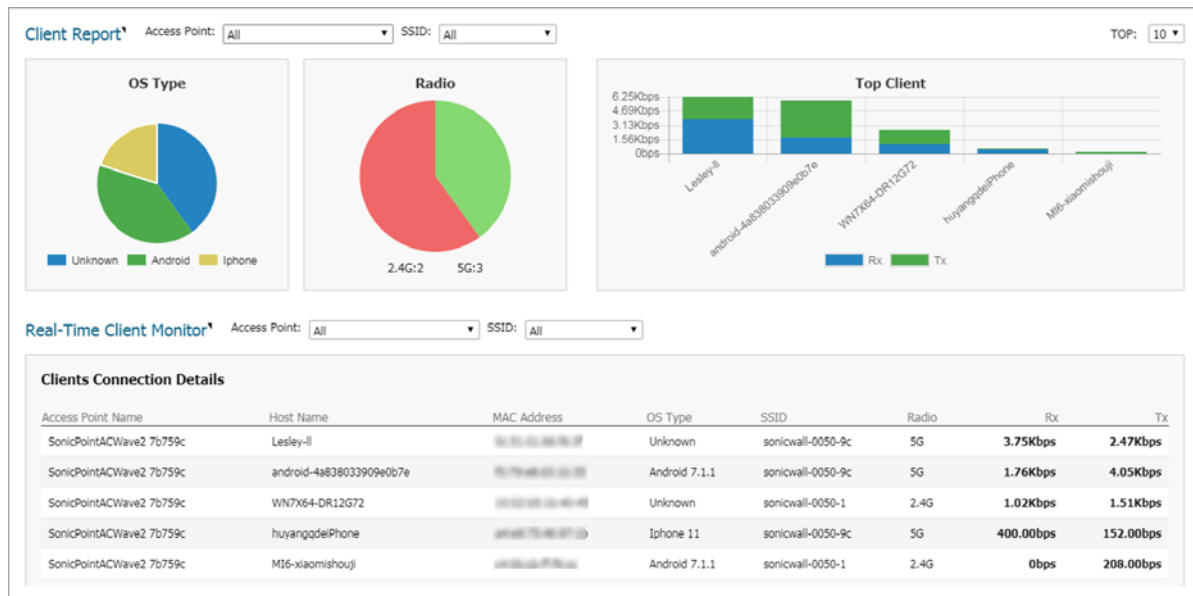 Client Report Access Point: All SSID: All TOP: 10
OS Type
Unknown Android Iphone
Radio
2.4G:2 5G:3
Top Client
6.25Kbps
4.69Kbps
3.13Kbps
1.56Kbps
0bps
Lesley-ll
android-4a838033909e0b7e
WN7X64-DR12G72
huyangqdeiPhone
MI6-xiaomishouji
Rx Tx
Real-Time Client Monitor Access Point: All SSID: All
Clients Connection Details
Access Point Name Host Name MAC Address OS Type SSID Radio Rx Tx
SonicPointACWave2 7b759c Lesley-ll Unknown sonicwall-0050-9c 5G 3.75Kbps 2.47Kbps
SonicPointACWave2 7b759c android-4a838033909e0b7e Android 7.1.1 sonicwall-0050-9c 5G 1.76Kbps 4.05Kbps
SonicPointACWave2 7b759c WN7X64-DR12G72 Unknown sonicwall-0050-1 2.4G 1.02Kbps 1.51Kbps
SonicPointACWave2 7b759c huyangqdeiPhone Iphone 11 sonicwall-0050-9c 5G 400.00bps 152.00bps
SonicPointACWave2 7b759c MI6-xiaomishouji Android 7.1.1 sonicwall-0050-1 2.4G 0bps 208.00bps